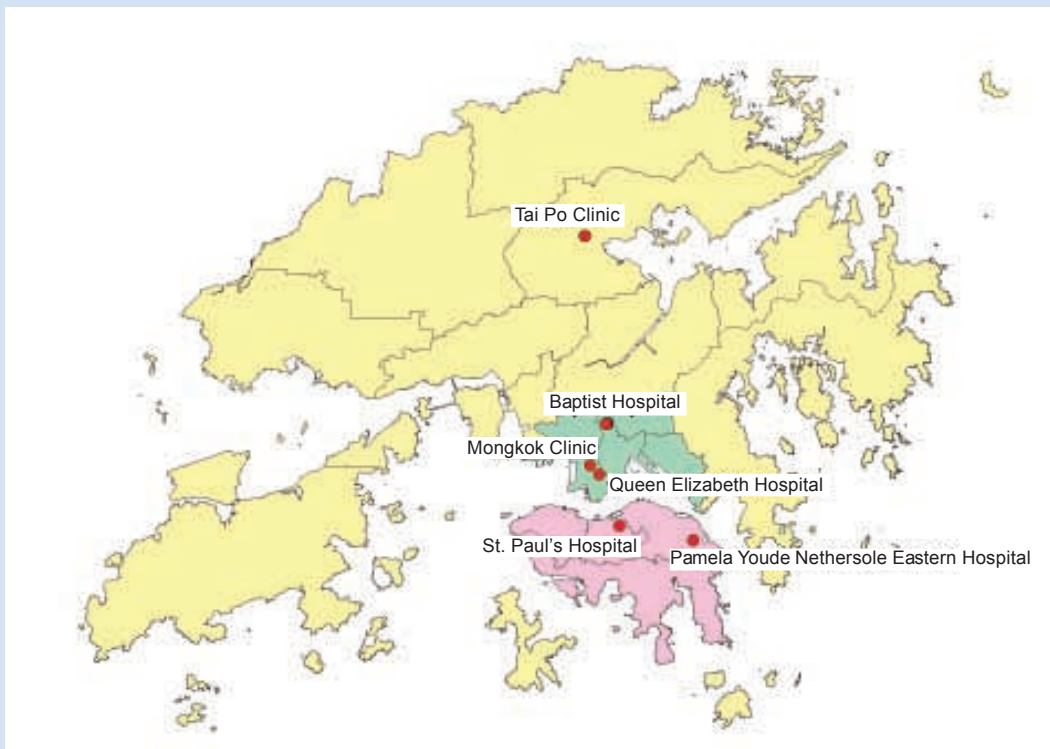 Tai Po Clinic
Baptist Hospital
Mongkok Clinic
Queen Elizabeth Hospital
St. Paul's Hospital
Pamela Youde Nethersole Eastern Hospital